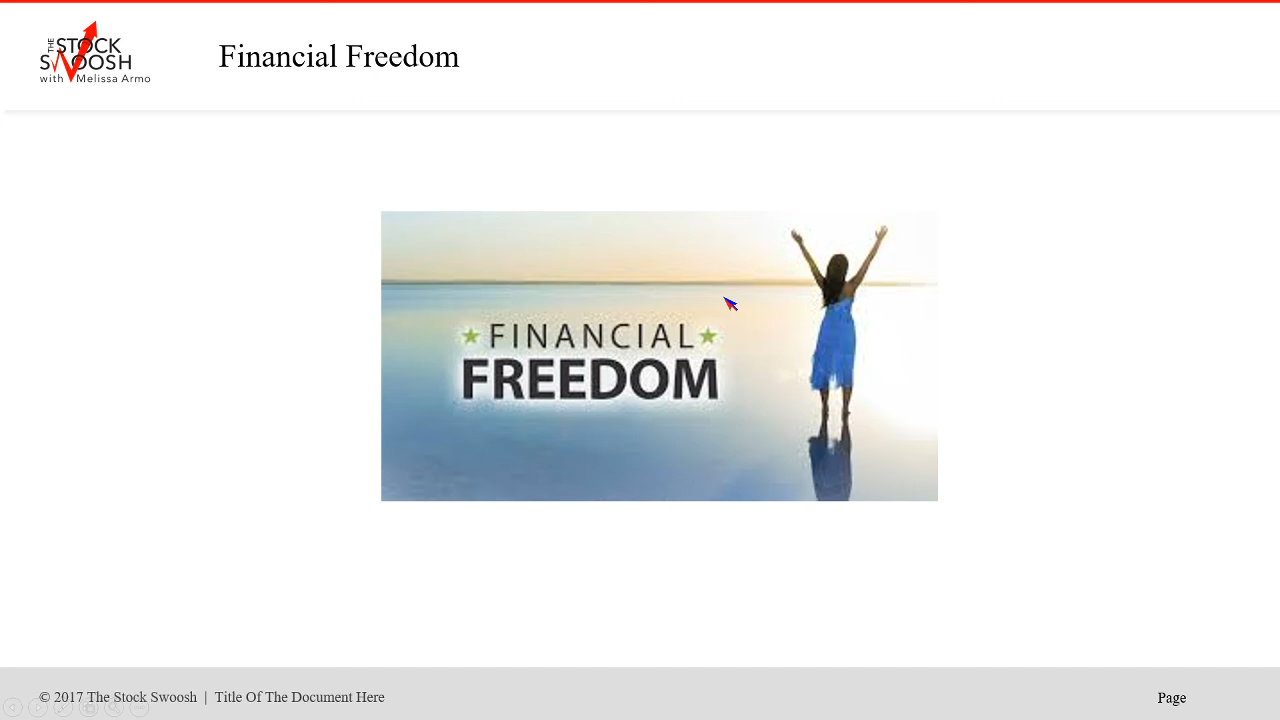 THE STOCK
SWOOSH
with Melissa Armo
Financial Freedom
FINANCIAL
FREEDOM
© 2017 The Stock Swoosh | Title Of The Document Here
Page